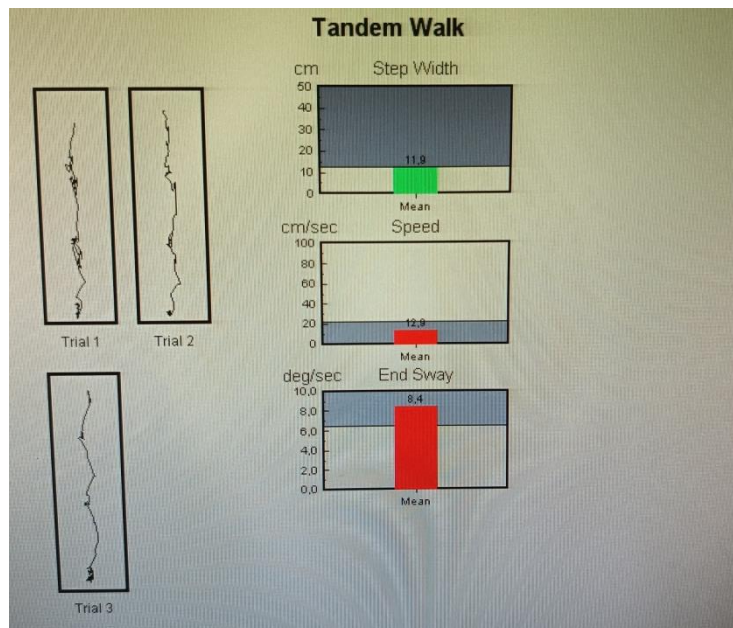 Tandem Walk
cm Step Width
50
40
30
20
10
0
11,9
Mean
cm/sec Speed
100
80
60
40
20
0
12,9
Mean
deg/sec End Sway
10,0
8,0
6,0
4,0
2,0
0,0
8,4
Mean
Trial 1 Trial 2
Trial 3